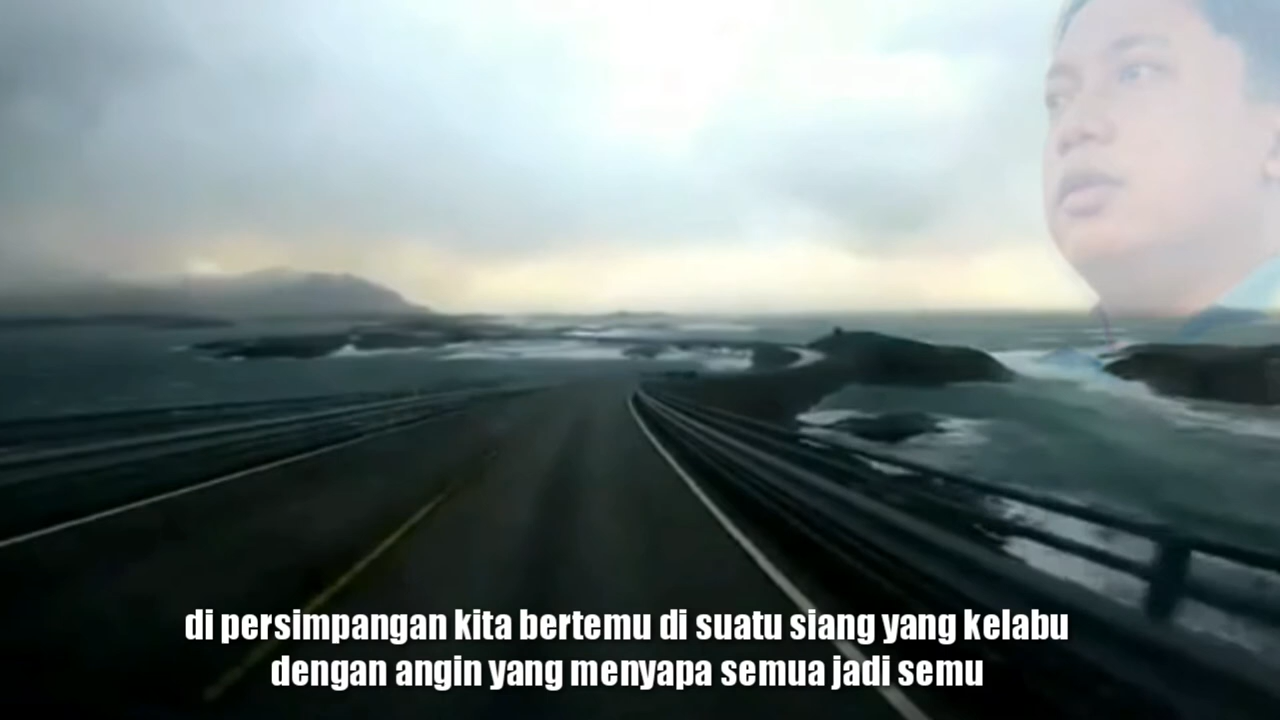 di persimpangan kita bertemu di suatu siang yang kelabu
dengan angin yang menyapa semua jadi semu